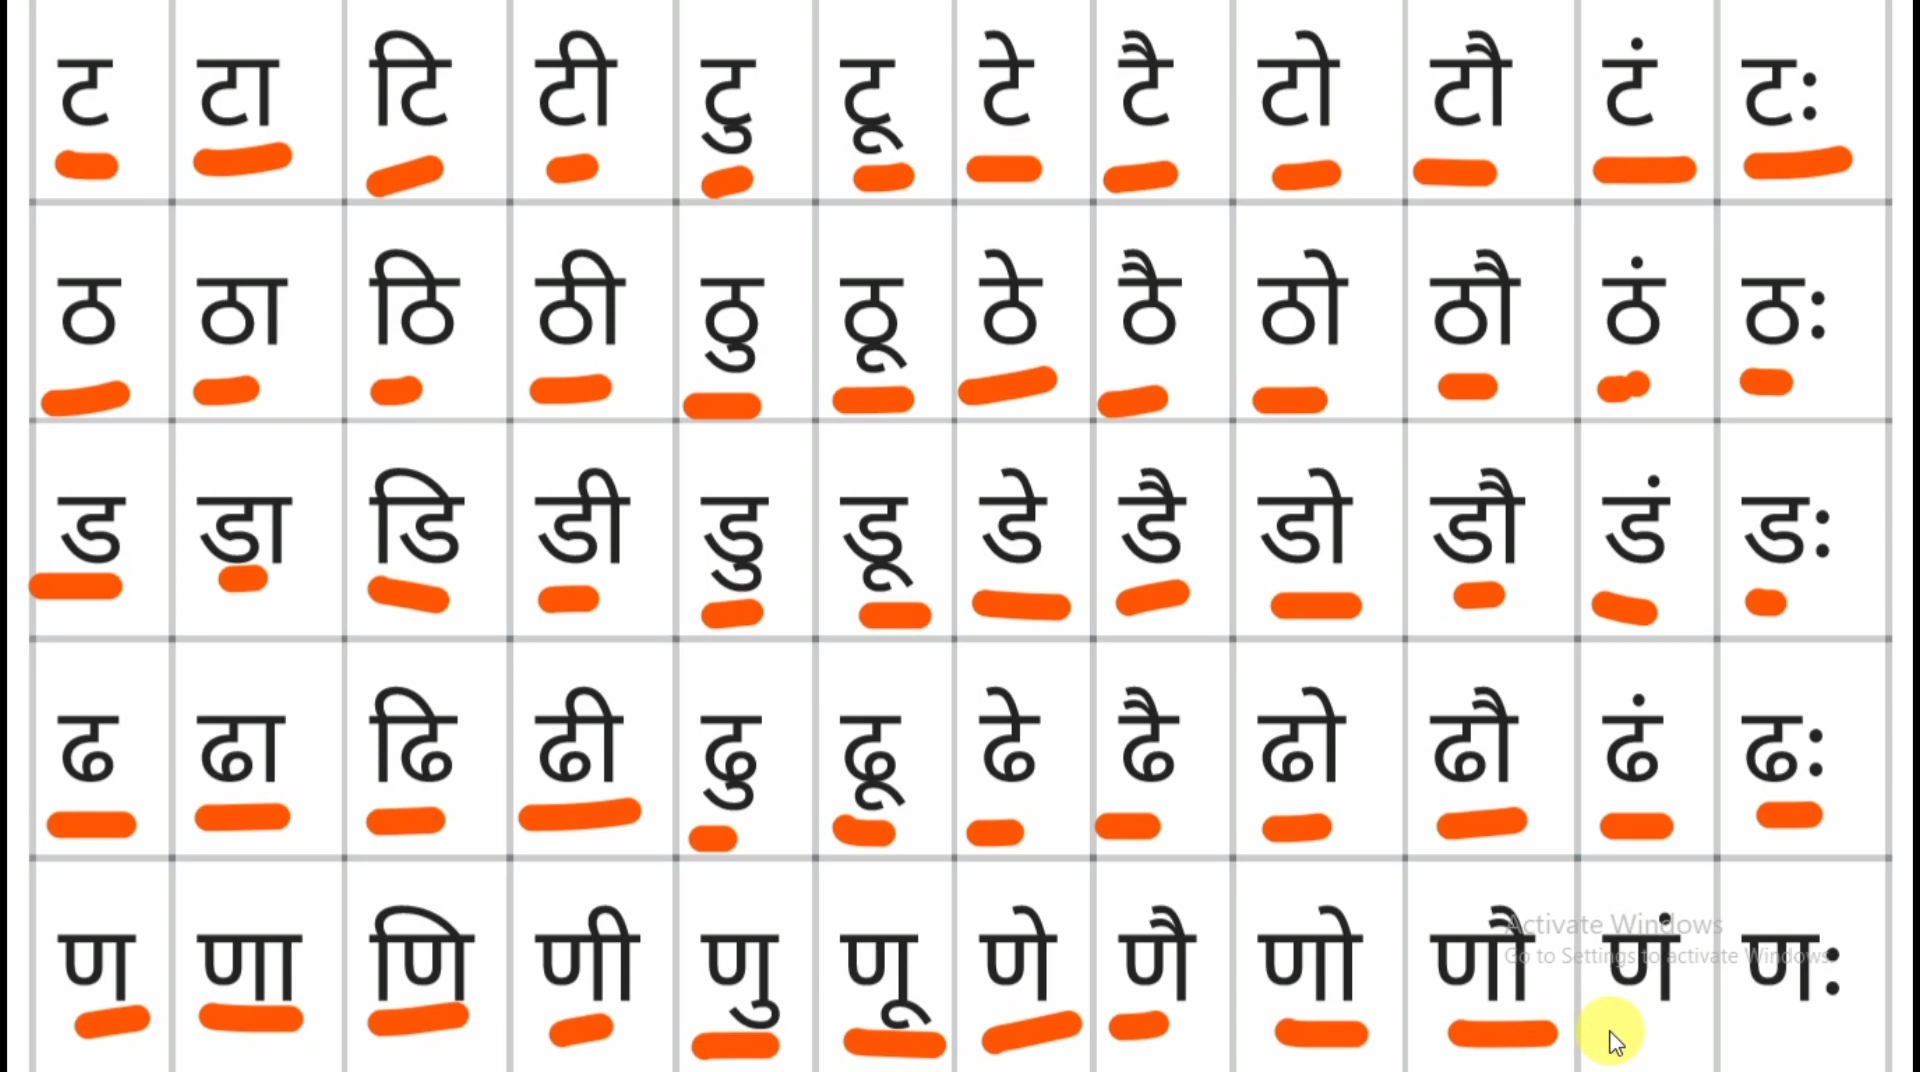 ट टा टि टी टु टू टे टै टो टौ टं टः
ठ ठा ठि ठी ठु ठू ठे ठै ठो ठौ ठं ठः
ड डा डि डी डु डू डे डै डो डौ डं डः
ढ ढा ढि ढी ढु ढू ढे ढै ढो ढौ ढं ढः
ण णा णि णी णु णू णे णै णो णौ णं णः
Activate Windows
Go to Settings to activate Windows.